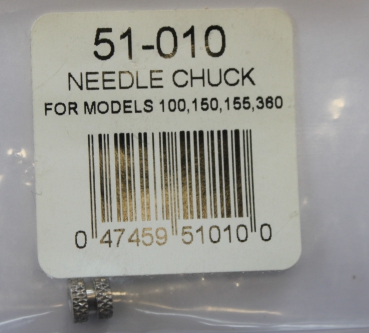 51-010
NEEDLE CHUCK
FOR MODELS 100,150,155,360
0 47459 51010 0